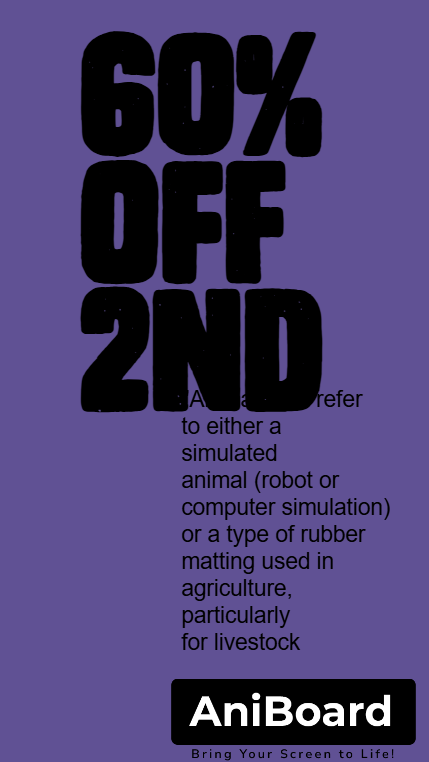 60%
OFF
2ND
refer
to either a
simulated
animal (robot or
computer simulation)
or a type of rubber
matting used in
agriculture,
particularly
for livestock
AniBoard
Bring Your Screen to Life!